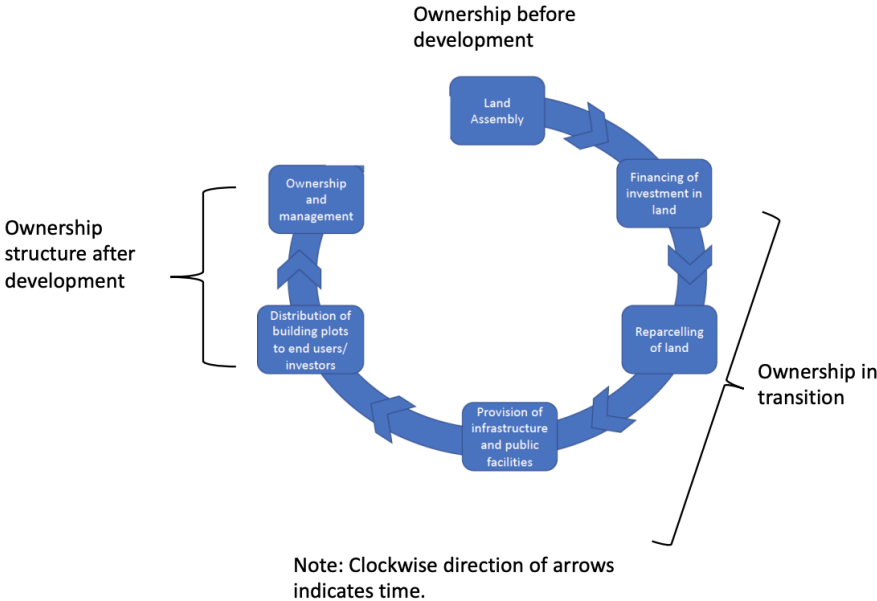 Ownership before
development
Land
Assembly
Financing of
investment in
land
Reparcelling
of land
Provision of
infrastructure
and public
facilities
Distribution of
building plots
to end users/
investors
Ownership
and
management
Ownership
structure after
development
Ownership in
transition
Note: Clockwise direction of arrows
indicates time.